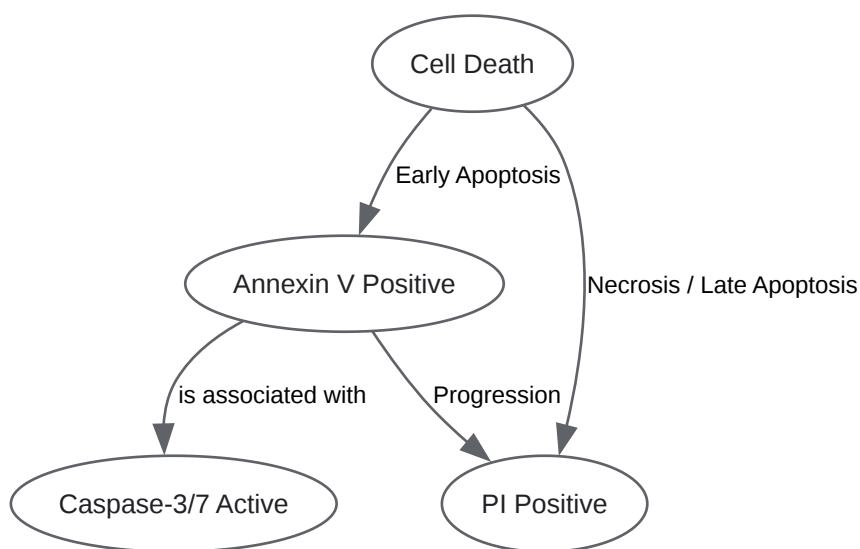 Cell Death
Early Apoptosis
Annexin V Positive
Necrosis / Late Apoptosis
is associated with
Progression
Caspase-3/7 Active
PI Positive